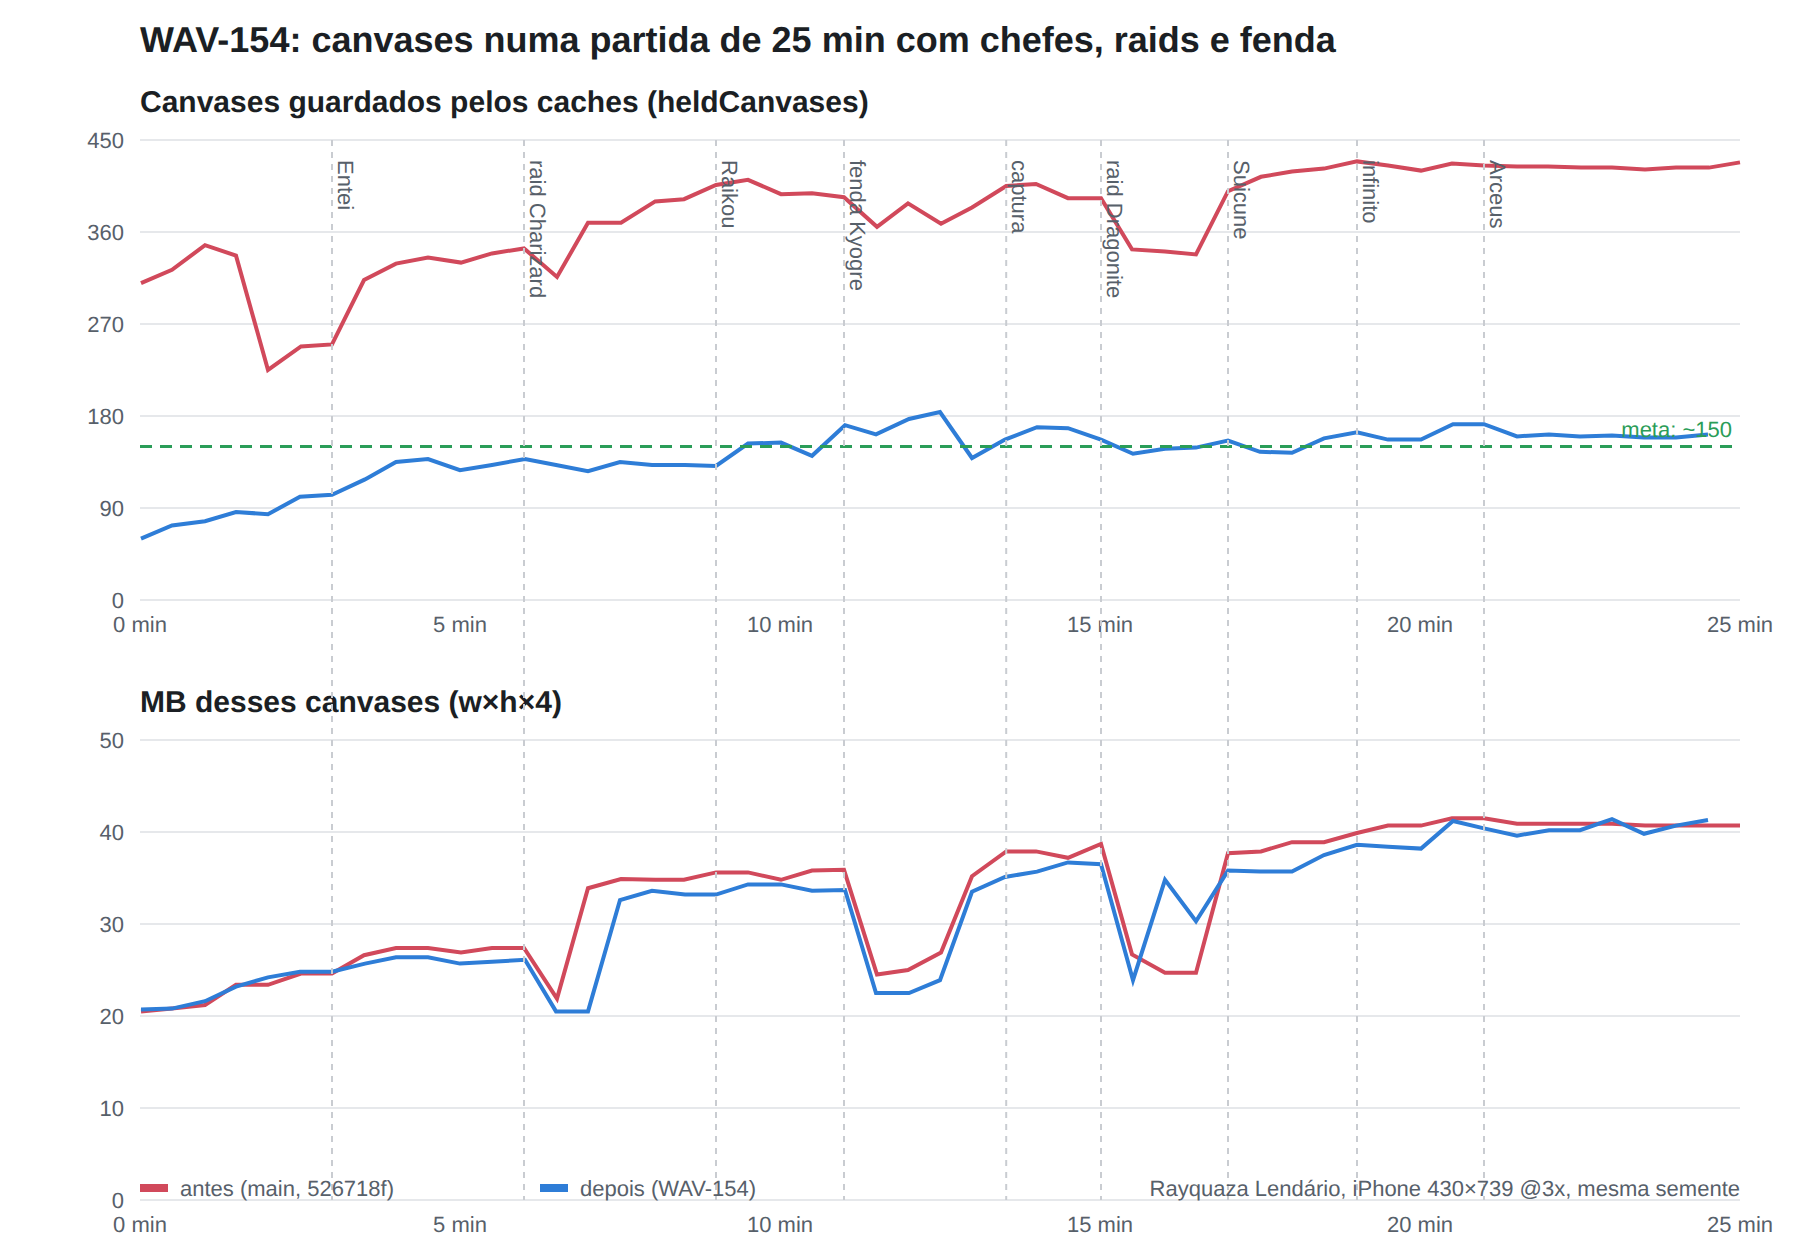 WAV-154: canvases numa partida de 25 min com chefes, raids e fenda
Canvases guardados pelos caches (heldCanvases)
450
360
270
180
90
0
Entei
raid Charizard
Raikou
fenda Kyogre
captura
raid Dragonite
Suicune
infinito
Arceus
meta: ~150
0 min
5 min
10 min
15 min
20 min
25 min
MB desses canvases (w×h×4)
50
40
30
20
10
0
antes (main, 526718f)
depois (WAV-154)
Rayquaza Lendário, iPhone 430×739 @3x, mesma semente
0 min
5 min
10 min
15 min
20 min
25 min